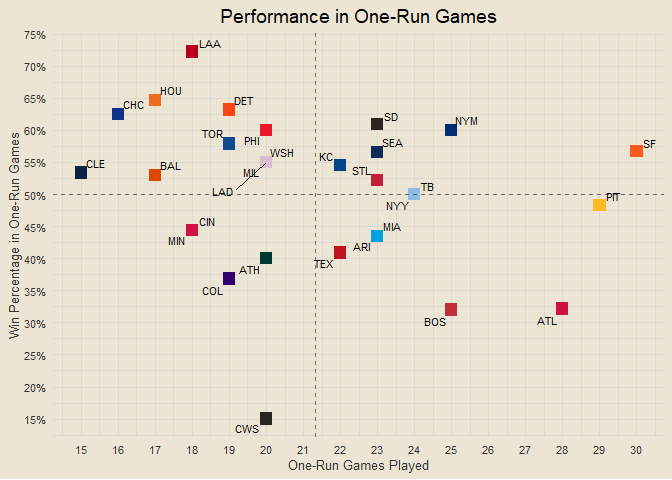 Performance in One-Run Games
Win Percentage in One-Run Games
75%
70%
65%
60%
55%
50%
45%
40%
35%
30%
25%
20%
15%
LAA
HOU
CHC
DET
SD
NYM
TOR
PHI
SEA
SF
WSH
KC
CLE
BAL
MIL
STL
LAD
TB
PIT
NYY
CIN
MIA
MIN
ARI
TEX
ATH
COL
BOS
ATL
CWS
15 16 17 18 19 20 21 22 23 24 25 26 27 28 29 30
One-Run Games Played